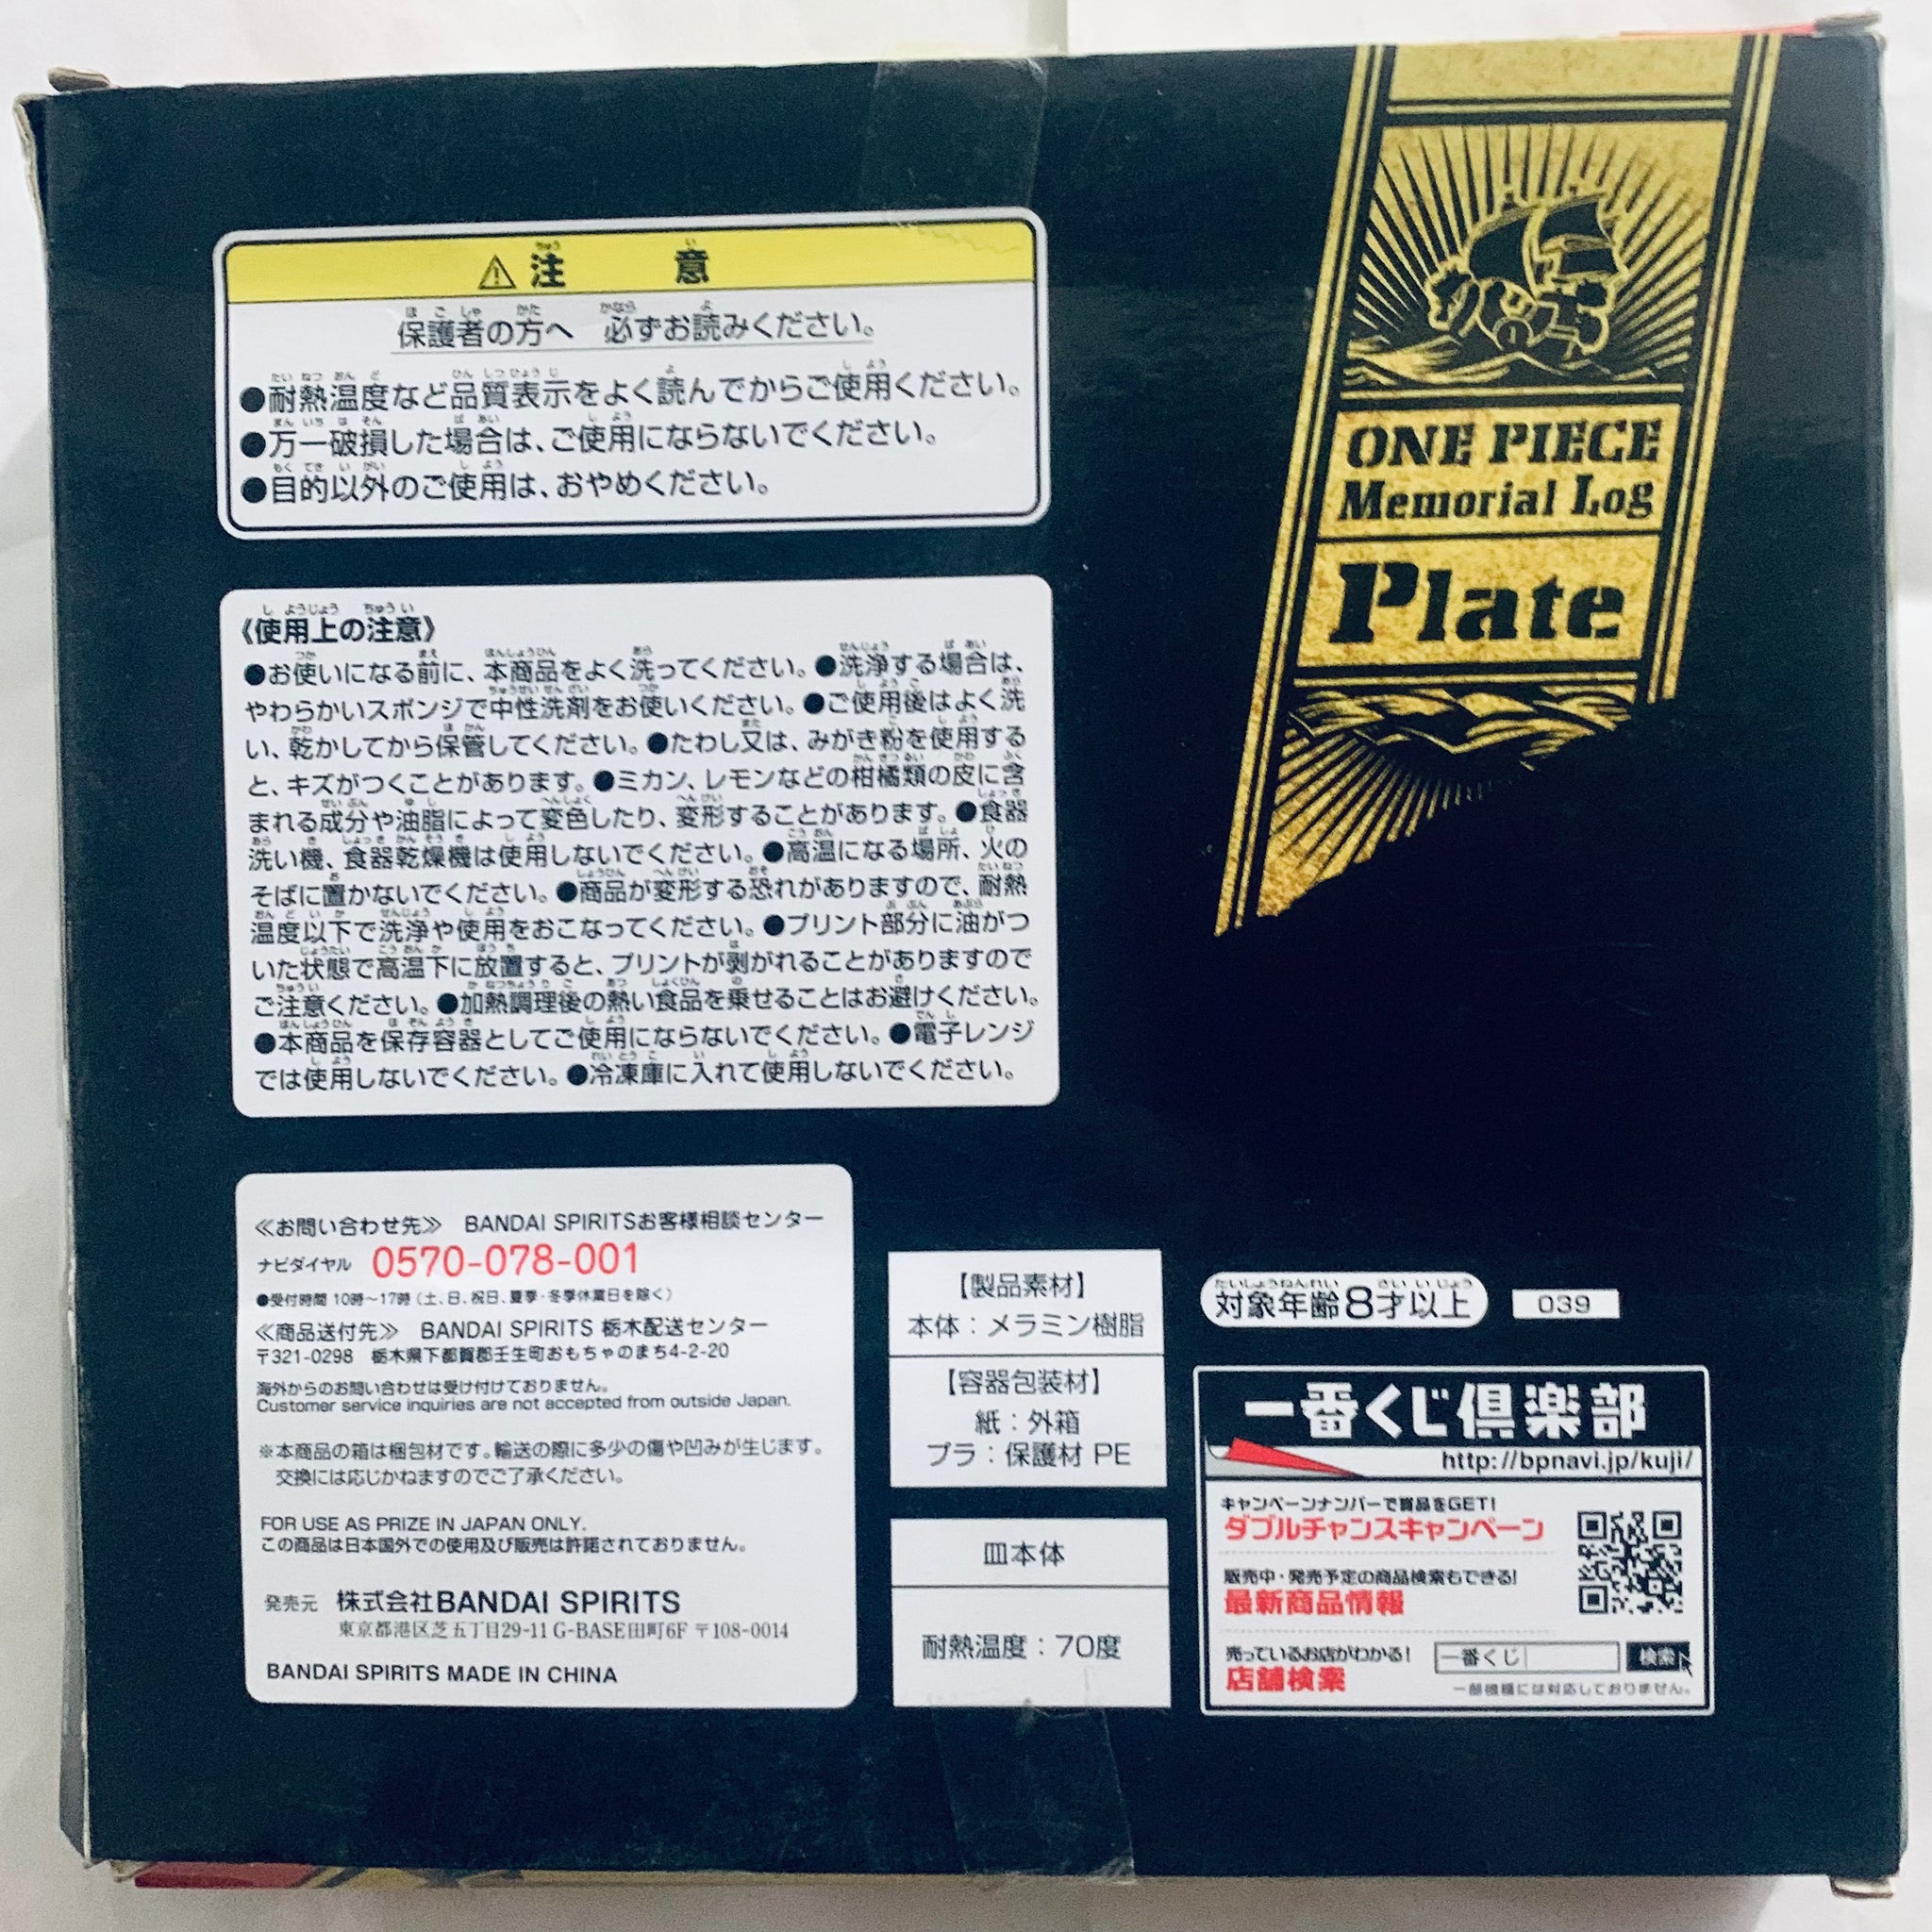 ⚠注意
保護者の方へ 必ずお読みください。
●耐熱温度など品質表示をよく読んでからご使用ください。
●万一破損した場合は、ご使用にならないでください。
●目的以外のご使用は、おやめください。
《使用上の注意》
●お使いになる前に、本商品をよく洗ってください。●洗浄する場合は、
やわらかいスポンジで中性洗剤をお使いください。●ご使用後はよく洗
い、乾かしてから保管してください。●たわし又は、みがき粉を使用する
と、キズがつくことがあります。●ミカン、レモンなどの柑橘類の皮に含
まれる成分や油脂によって変色したり、変形することがあります。●食器
洗い機、食器乾燥機は使用しないでください。●高温になる場所、火の
そばに置かないでください。●商品が変形する恐れがありますので、耐熱
温度以下で洗浄や使用をおこなってください。●プリント部分に油がつ
いた状態で高温下に放置すると、プリントが剥がれることがありますので
ご注意ください。●加熱調理後の熱い食品を乗せることはお避けください。
●本商品を保存容器としてご使用にならないでください。●電子レンジ
では使用しないでください。●冷凍庫に入れて使用しないでください。
ONE PIECE
Memorial Log
Plate
≪お問い合わせ先≫ BANDAI SPIRITSお客様相談センター
ナビダイヤル 0570-078-001
●受付時間 10時～17時（土、日、祝日、夏季・冬季休業日を除く）
≪商品送付先≫ BANDAI SPIRITS 栃木配送センター
〒321-0298 栃木県下都賀郡壬生町おもちゃのまち4-2-20
海外からのお問い合わせは受け付けておりません。
Customer service inquiries are not accepted from outside Japan.
※本商品の箱は梱包材です。輸送の際に多少の傷や凹みが生じます。
交換には応じかねますのでご了承ください。
FOR USE AS PRIZE IN JAPAN ONLY.
この商品は日本国外での使用及び販売は許諾されておりません。
発売元 株式会社BANDAI SPIRITS
東京都港区芝五丁目29-11 G-BASE田町6F 〒108-0014
BANDAI SPIRITS MADE IN CHINA
【製品素材】
本体：メラミン樹脂
【容器包装材】
紙：外箱
プラ：保護材 PE
皿本体
耐熱温度：70度
対象年齢8才以上
039
一番くじ倶楽部
http://bpnavi.jp/kuji/
キャンペーンナンバーで賞品をGET!
ダブルチャンスキャンペーン
販売中・発売予定の商品検索もできる!
最新商品情報
売っているお店がわかる!
店舗検索
一番くじ 検索
一部機種には対応しておりません。